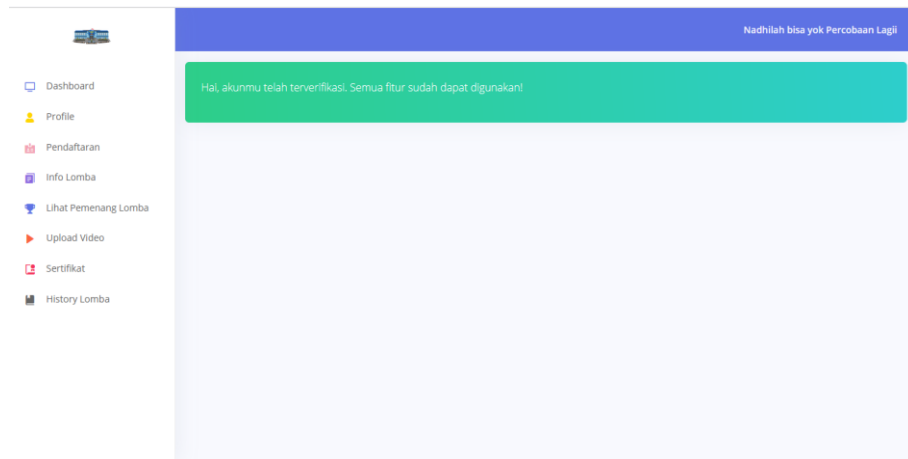 Nadhilah bisa yok Percobaan Lagii
Hai, akunmu telah terverifikasi. Semua fitur sudah dapat digunakan!
Dashboard
Profile
Pendaftaran
Info Lomba
Lihat Pemenang Lomba
Upload Video
Sertifikat
History Lomba